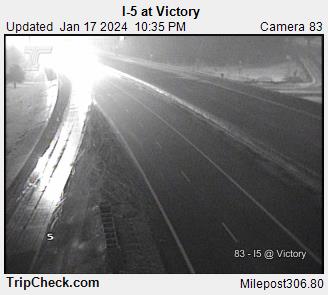 I-5 at Victory
Updated Jan 17 2024 10:35 PM Camera 83
S
83 - I5 @ Victory
TripCheck.com Milepost306.80